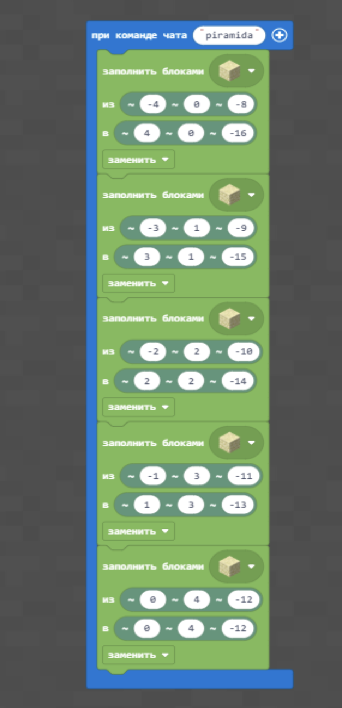 при команде чата "piramida"
заполнить блоками
из ~ -4 ~ 0 ~ -8
в ~ 4 ~ 0 ~ -16
заменить
заполнить блоками
из ~ -3 ~ 1 ~ -9
в ~ 3 ~ 1 ~ -15
заменить
заполнить блоками
из ~ -2 ~ 2 ~ -10
в ~ 2 ~ 2 ~ -14
заменить
заполнить блоками
из ~ -1 ~ 3 ~ -11
в ~ 1 ~ 3 ~ -13
заменить
заполнить блоками
из ~ 0 ~ 4 ~ -12
в ~ 0 ~ 4 ~ -12
заменить